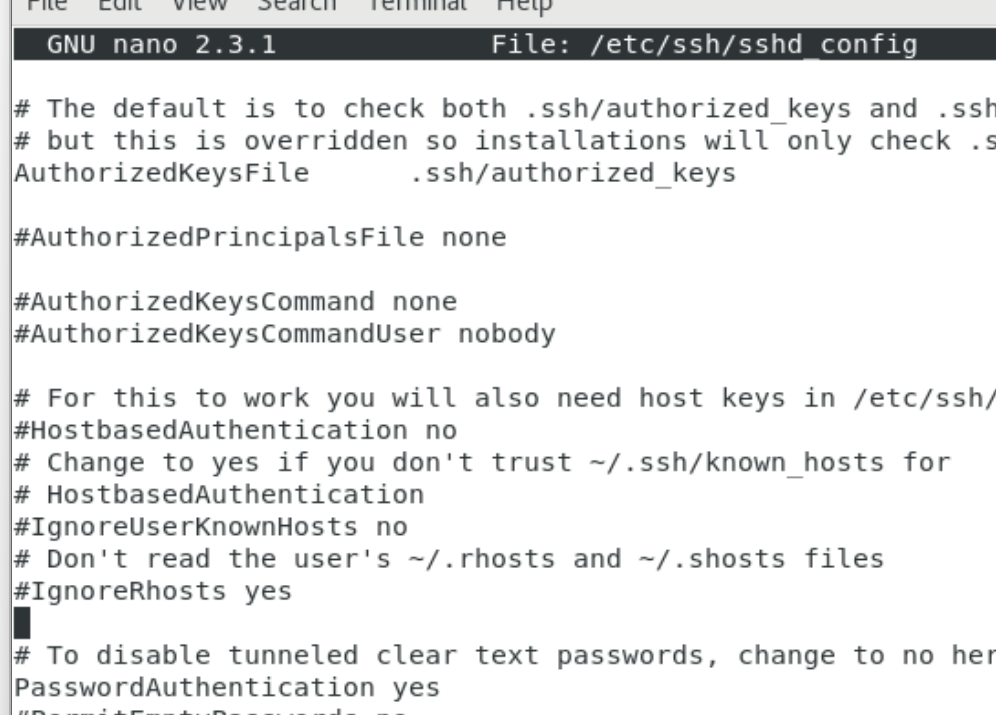 File Edit View Search Terminal Help
GNU nano 2.3.1 File: /etc/ssh/sshd_config
# The default is to check both .ssh/authorized_keys and .ssh
# but this is overridden so installations will only check .s
AuthorizedKeysFile .ssh/authorized_keys
#AuthorizedPrincipalsFile none
#AuthorizedKeysCommand none
#AuthorizedKeysCommandUser nobody
# For this to work you will also need host keys in /etc/ssh/
#HostbasedAuthentication no
# Change to yes if you don't trust ~/.ssh/known_hosts for
# HostbasedAuthentication
#IgnoreUserKnownHosts no
# Don't read the user's ~/.rhosts and ~/.shosts files
#IgnoreRhosts yes
# To disable tunneled clear text passwords, change to no her
PasswordAuthentication yes
#PermitEmptyPasswords no